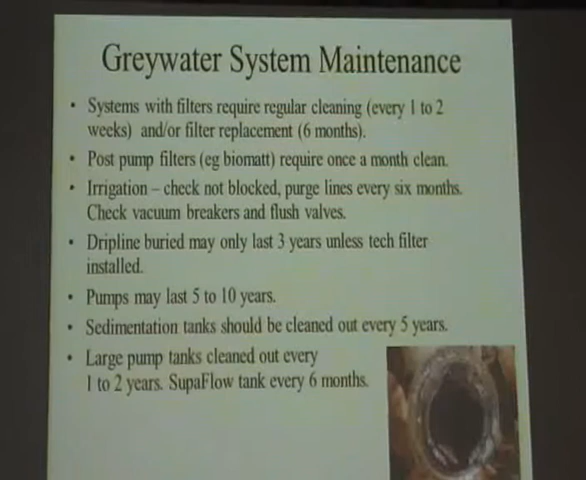 Greywater System Maintenance
• Systems with filters require regular cleaning (every 1 to 2
weeks) and/or filter replacement (6 months).
• Post pump filters (eg biomatt) require once a month clean.
• Irrigation – check not blocked, purge lines every six months.
Check vacuum breakers and flush valves.
• Dripline buried may only last 3 years unless tech filter
installed.
• Pumps may last 5 to 10 years.
• Sedimentation tanks should be cleaned out every 5 years.
• Large pump tanks cleaned out every
1 to 2 years. SupaFlow tank every 6 months.